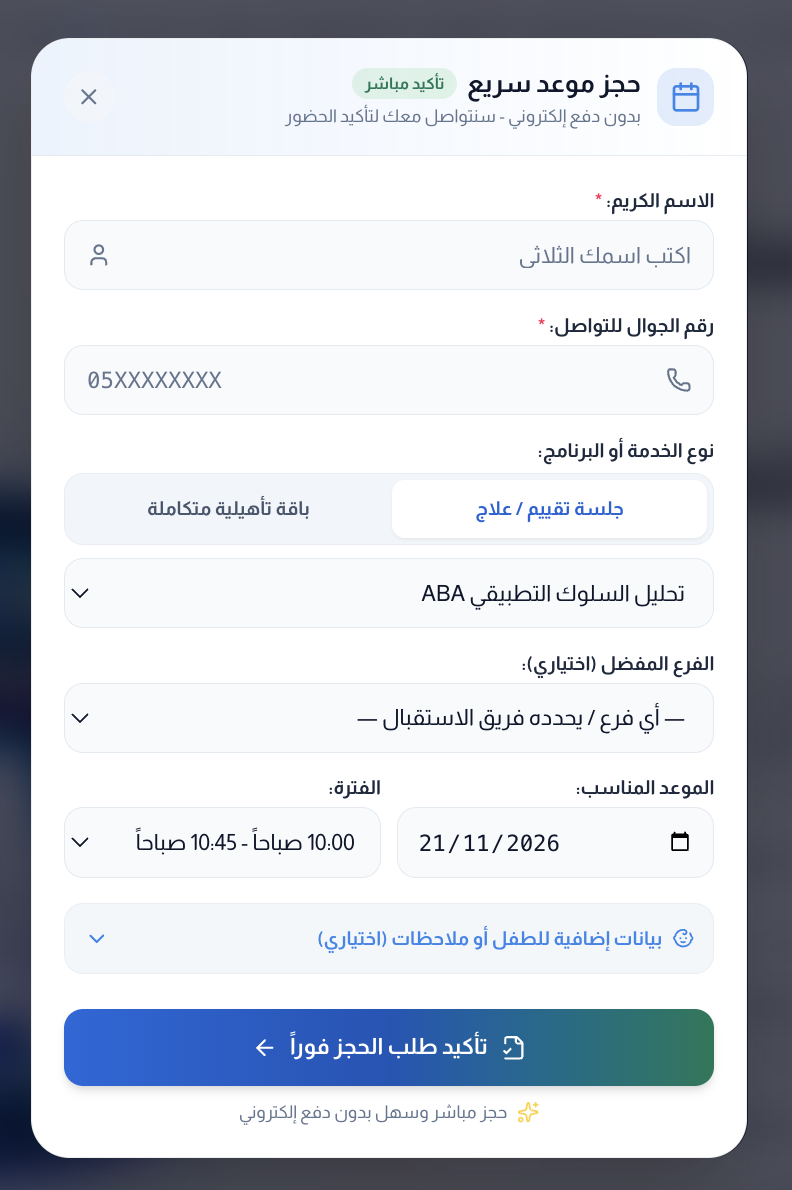 حجز موعد سريع تأكيد مباشر
بدون دفع إلكتروني - سنتواصل معك لتأكيد الحضور
الاسم الكريم: *
اكتب اسمك الثلاثي
رقم الجوال للتواصل: *
05XXXXXXXX
نوع الخدمة أو البرنامج:
جلسة تقييم / علاج
باقة تأهيلية متكاملة
تحليل السلوك التطبيقي ABA
الفرع المفضل (اختياري):
— أي فرع / يحدده فريق الاستقبال —
الموعد المناسب:
21/11/2026
الفترة:
10:00 صباحاً - 10:45 صباحاً
بيانات إضافية للطفل أو ملاحظات (اختياري)
تأكيد طلب الحجز فوراً
حجز مباشر وسهل بدون دفع إلكتروني